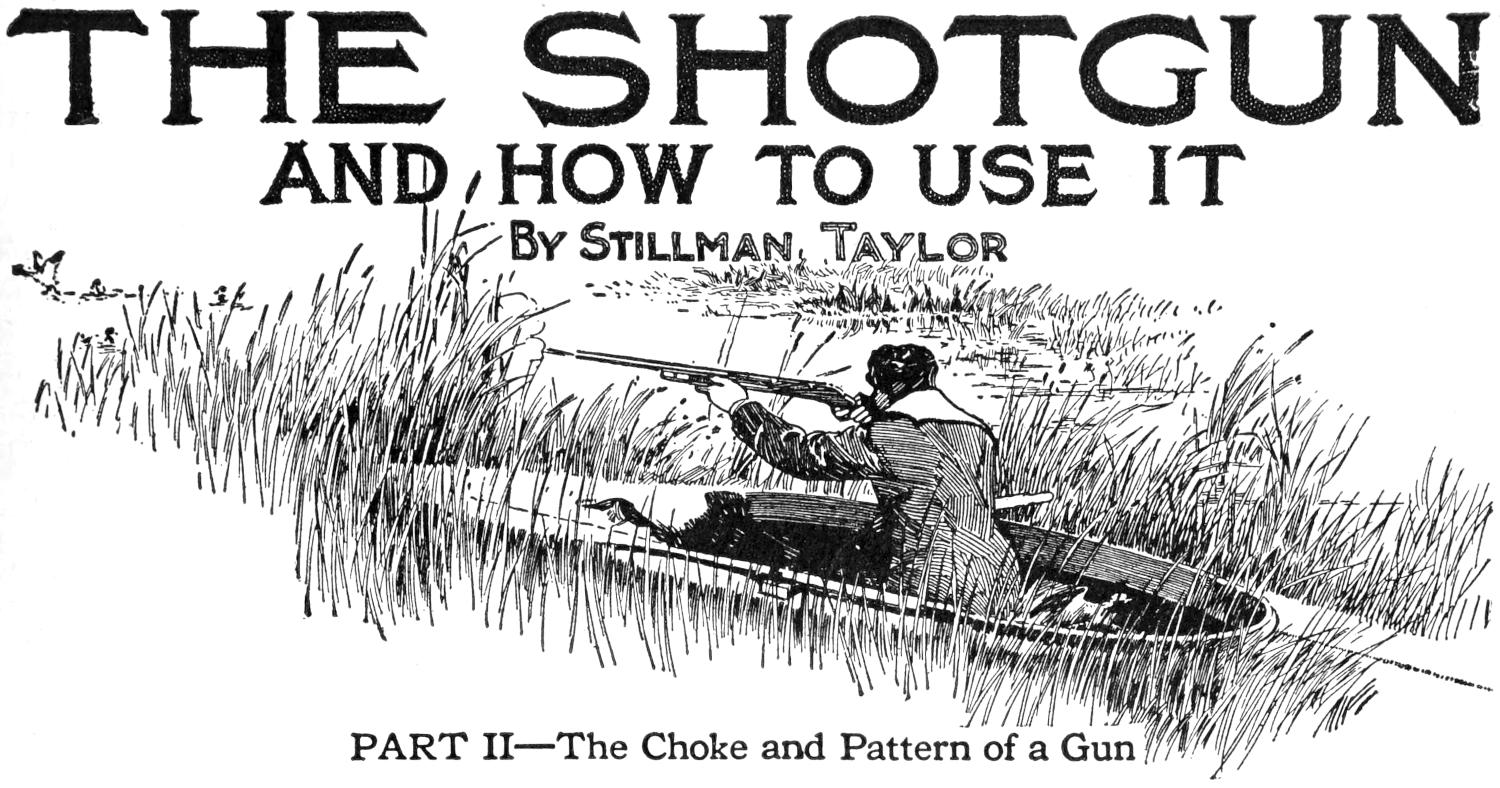 THE SHOTGUN
AND HOW TO USE IT
BY STILLMAN TAYLOR
PART II—The Choke and Pattern of a Gun